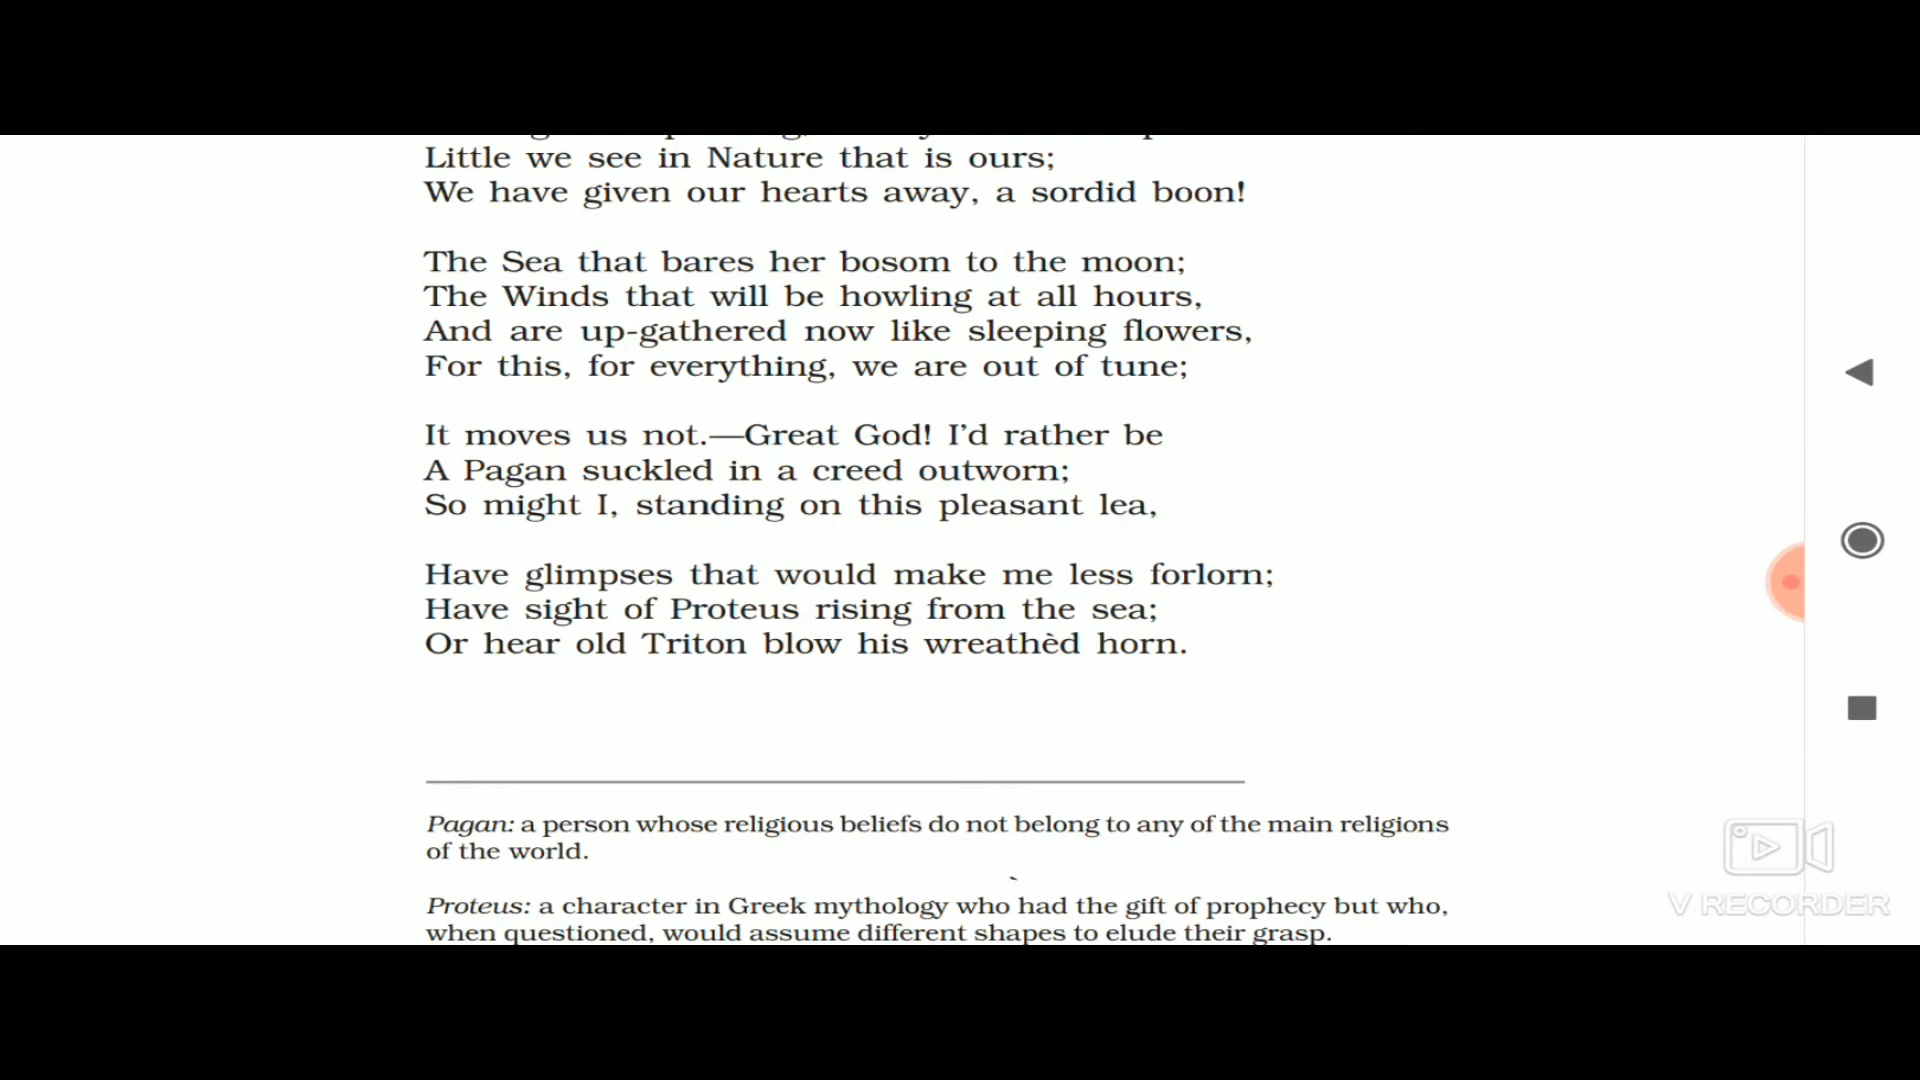 Little we see in Nature that is ours;
We have given our hearts away, a sordid boon!
The Sea that bares her bosom to the moon;
The Winds that will be howling at all hours,
And are up-gathered now like sleeping flowers,
For this, for everything, we are out of tune;
It moves us not.—Great God! I'd rather be
A Pagan suckled in a creed outworn;
So might I, standing on this pleasant lea,
Have glimpses that would make me less forlorn;
Have sight of Proteus rising from the sea;
Or hear old Triton blow his wreathèd horn.
Pagan: a person whose religious beliefs do not belong to any of the main religions
of the world.
Proteus: a character in Greek mythology who had the gift of prophecy but who,
when questioned, would assume different shapes to elude their grasp.
V RECORDER